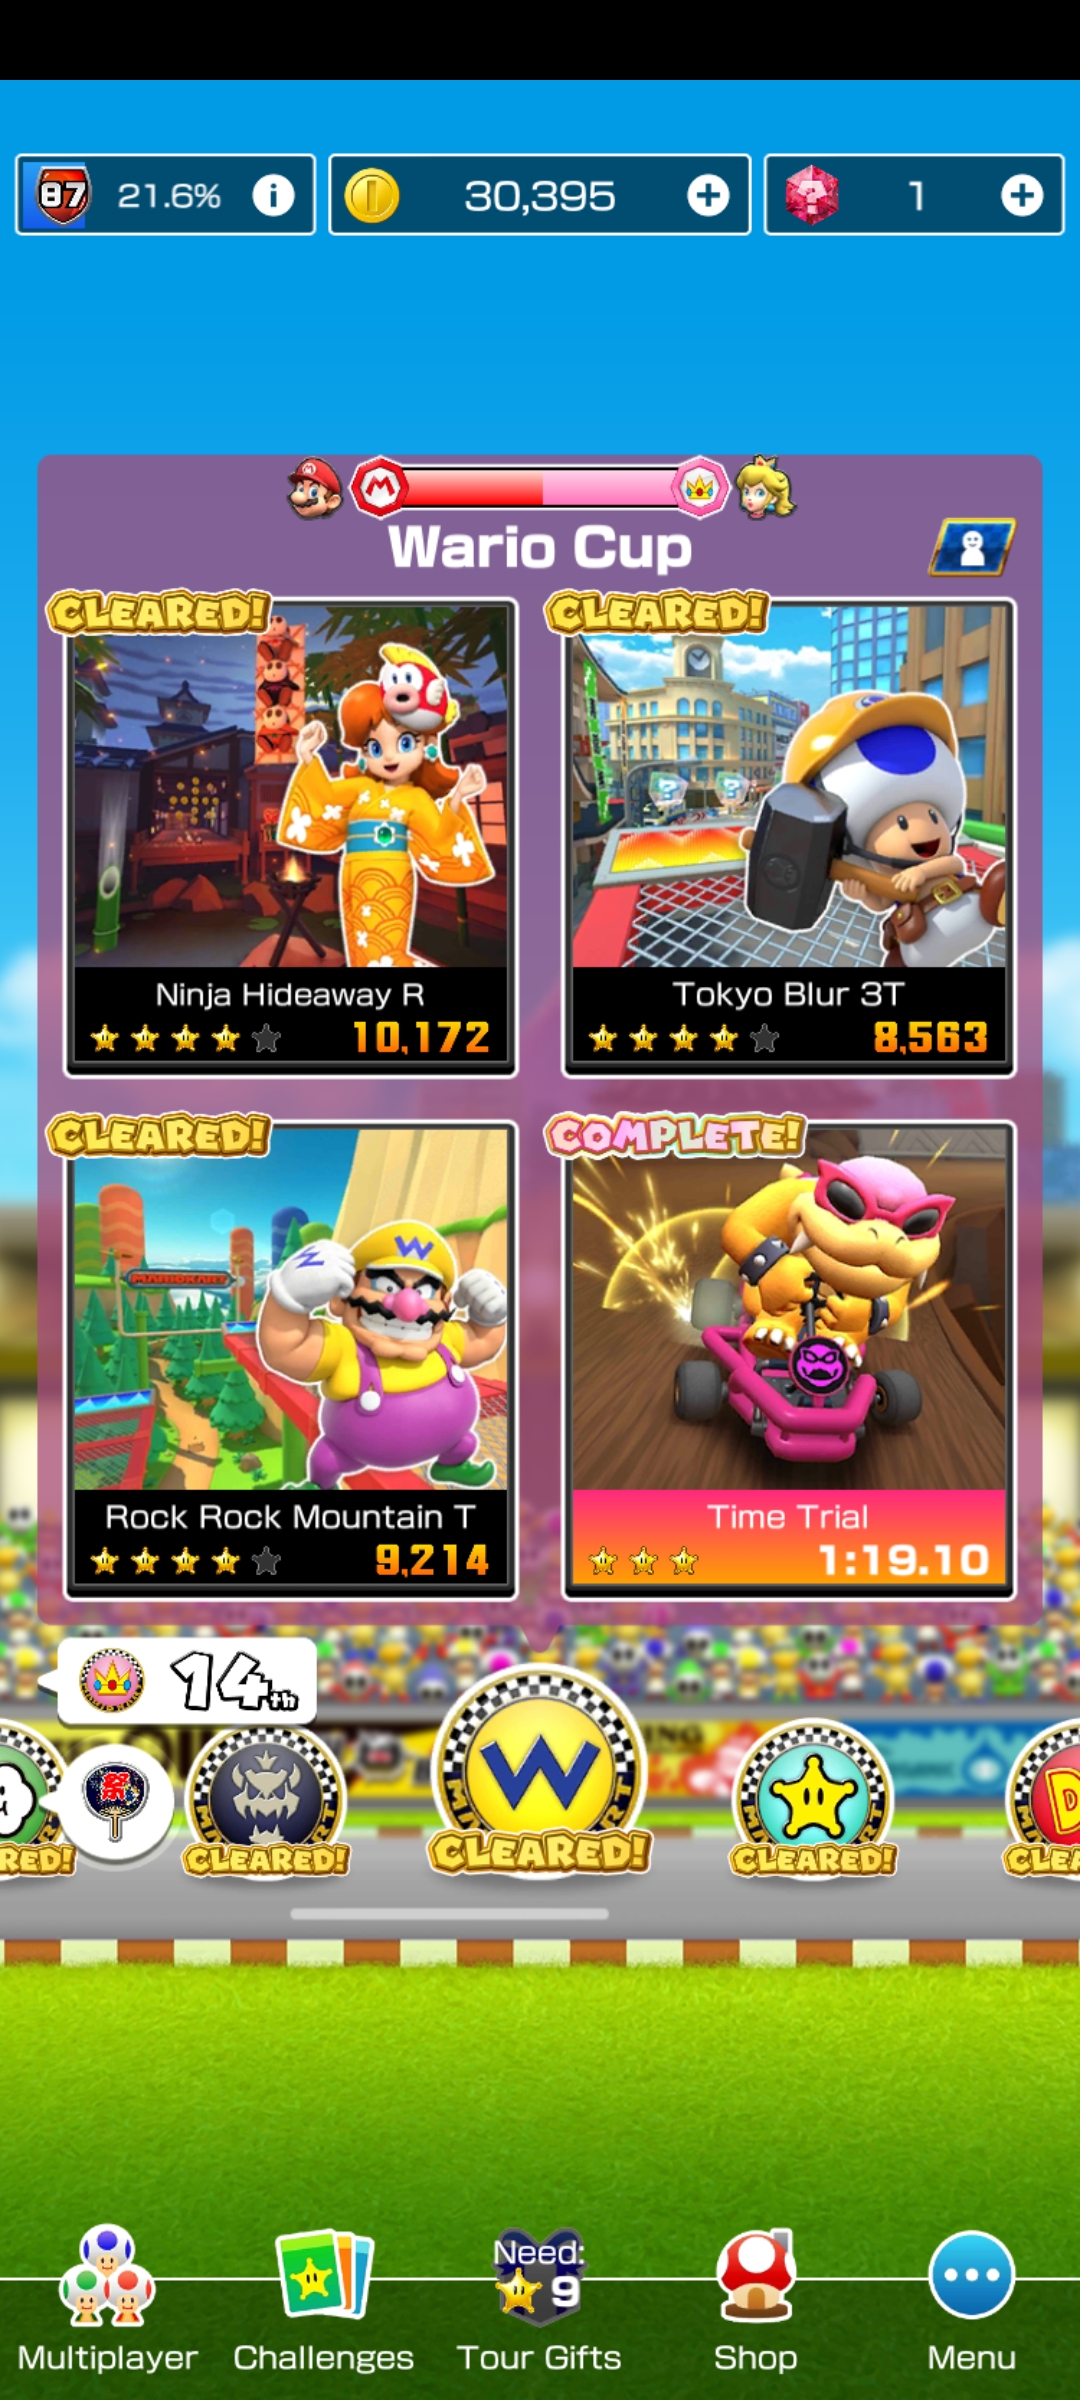 87 21.6% i 30,395 + ? 1 +
M
Wario Cup
CLEARED! CLEARED!
Ninja Hideaway R Tokyo Blur 3T
10,172 8,563
CLEARED! COMPLETE!
MARIOKART
Rock Rock Mountain T Time Trial
9,214 1:19.10
14th
祭 W
CLEARED! CLEARED! CLEARED!
Need:
9
Multiplayer Challenges Tour Gifts Shop Menu